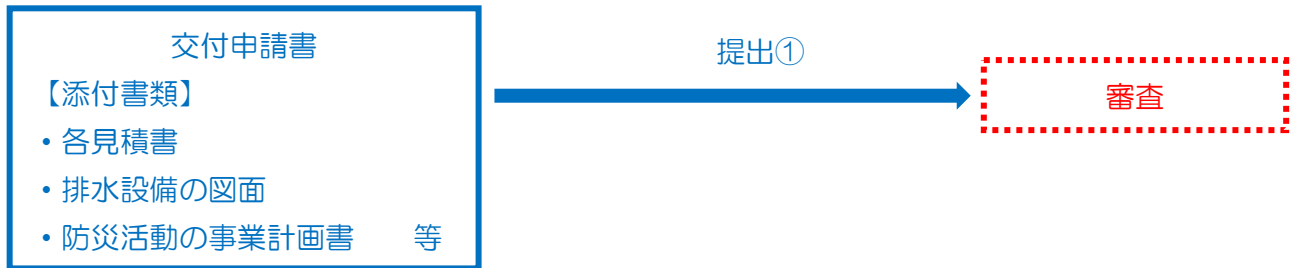 交付申請書
【添付書類】
・各見積書
・排水設備の図面
・防災活動の事業計画書　　等
提出①
審査